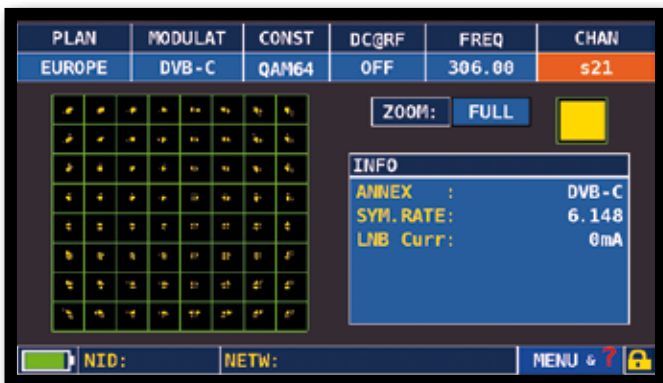 PLAN MODULAT CONST DC@RF FREQ CHAN
EUROPE DVB-C QAM64 OFF 306.00 s21
ZOOM: FULL
INFO
ANNEX : DVB-C
SYM.RATE: 6.148
LNB Curr: 0mA
NID: NETW: MENU & ?